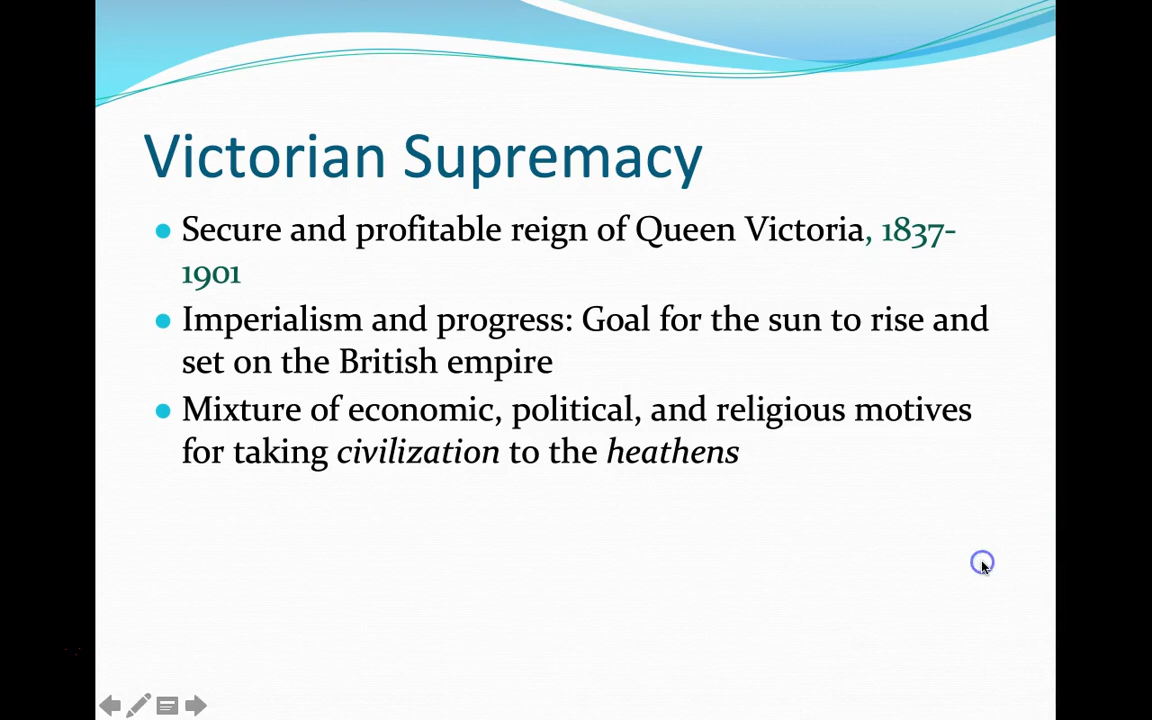 Victorian Supremacy
• Secure and profitable reign of Queen Victoria, 1837-
1901
• Imperialism and progress: Goal for the sun to rise and
set on the British empire
• Mixture of economic, political, and religious motives
for taking civilization to the heathens